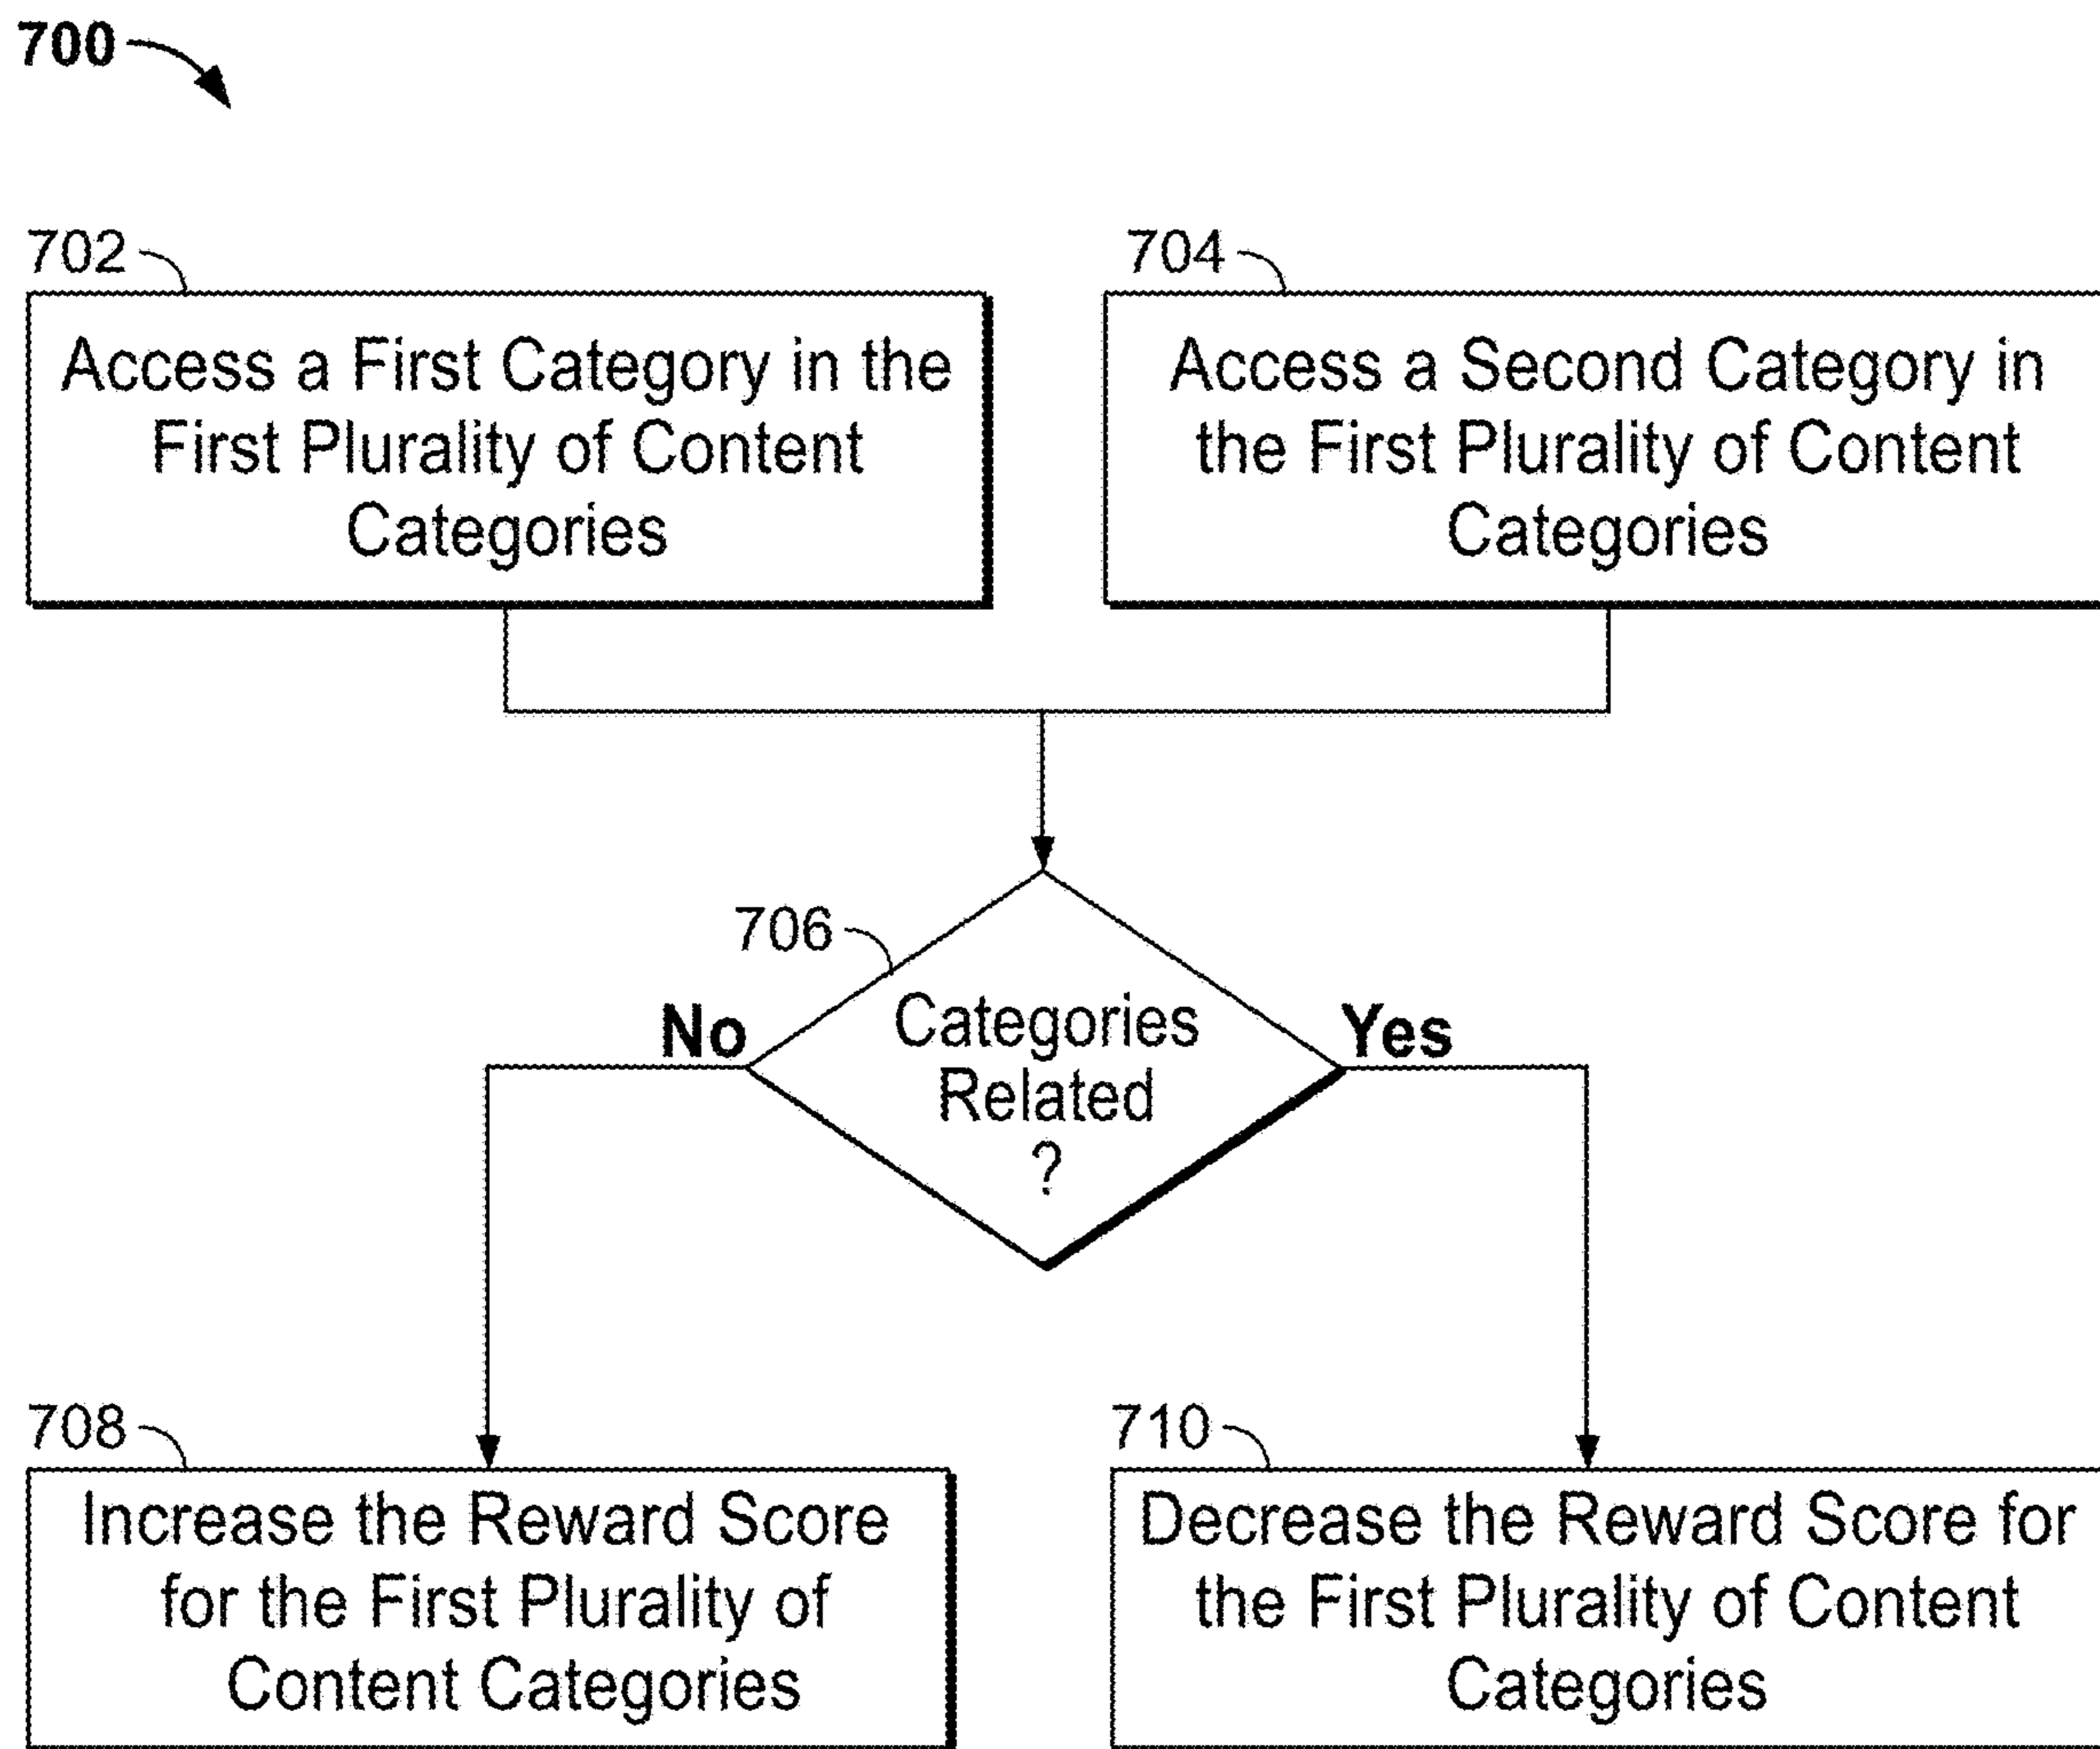 700
702
Access a First Category in the
First Plurality of Content
Categories
704
Access a Second Category in
the First Plurality of Content
Categories
706
Categories
Related
?
No
Yes
708
Increase the Reward Score
for the First Plurality of
Content Categories
710
Decrease the Reward Score for
the First Plurality of Content
Categories